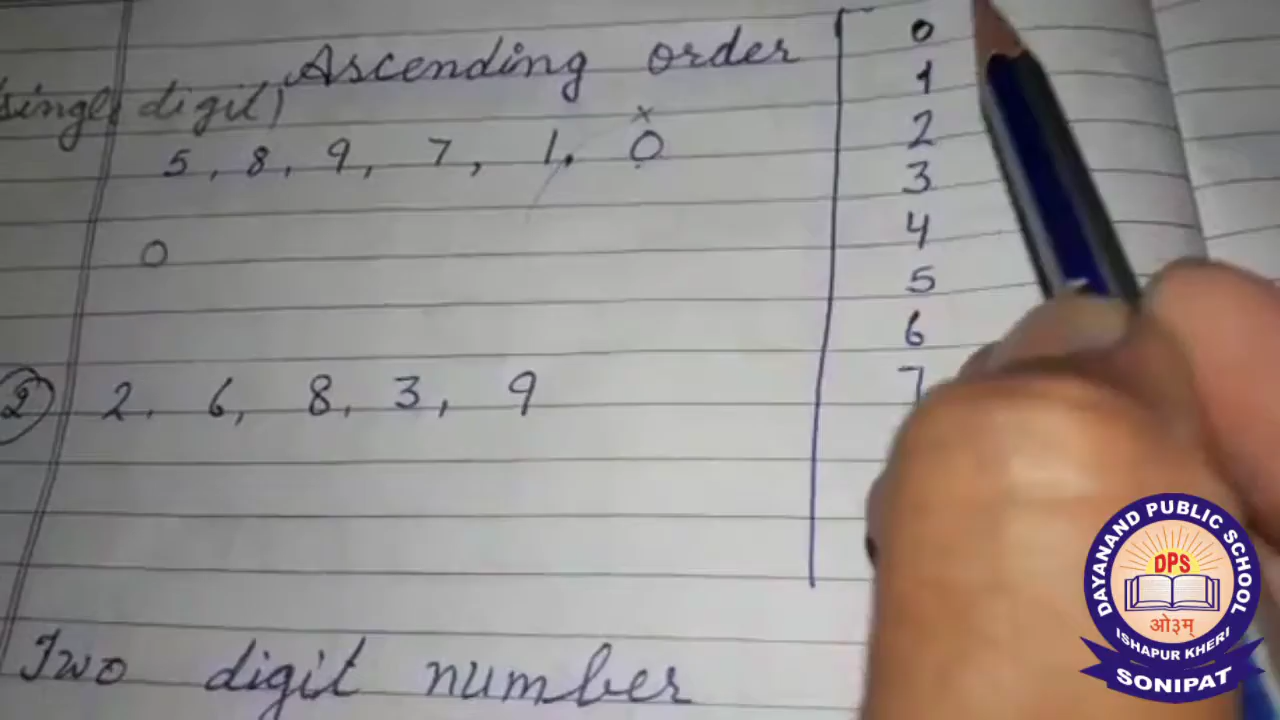 Ascending order
(single digit)
5, 8, 9, 7, 1, 0
×
0
2 2, 6, 8, 3, 9
Two digit number
0
1
2
3
4
5
6
7
DAYANAND PUBLIC SCHOOL
DPS
ओ३म्
ISHAPUR KHERI
SONIPAT